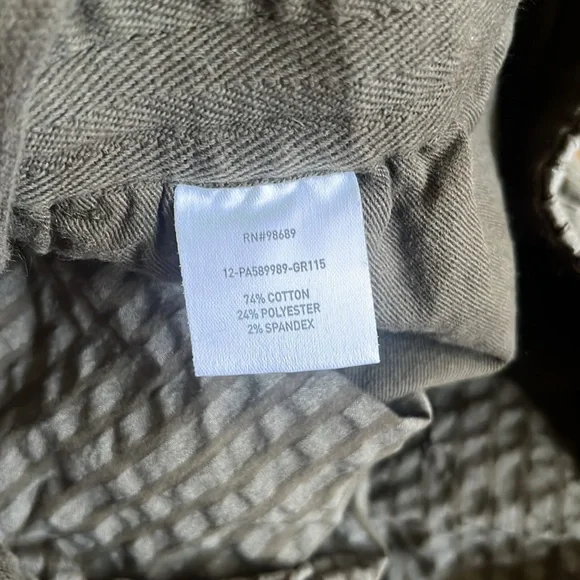 RN#98689
12-PA589989-GR115
74% COTTON
24% POLYESTER
2% SPANDEX